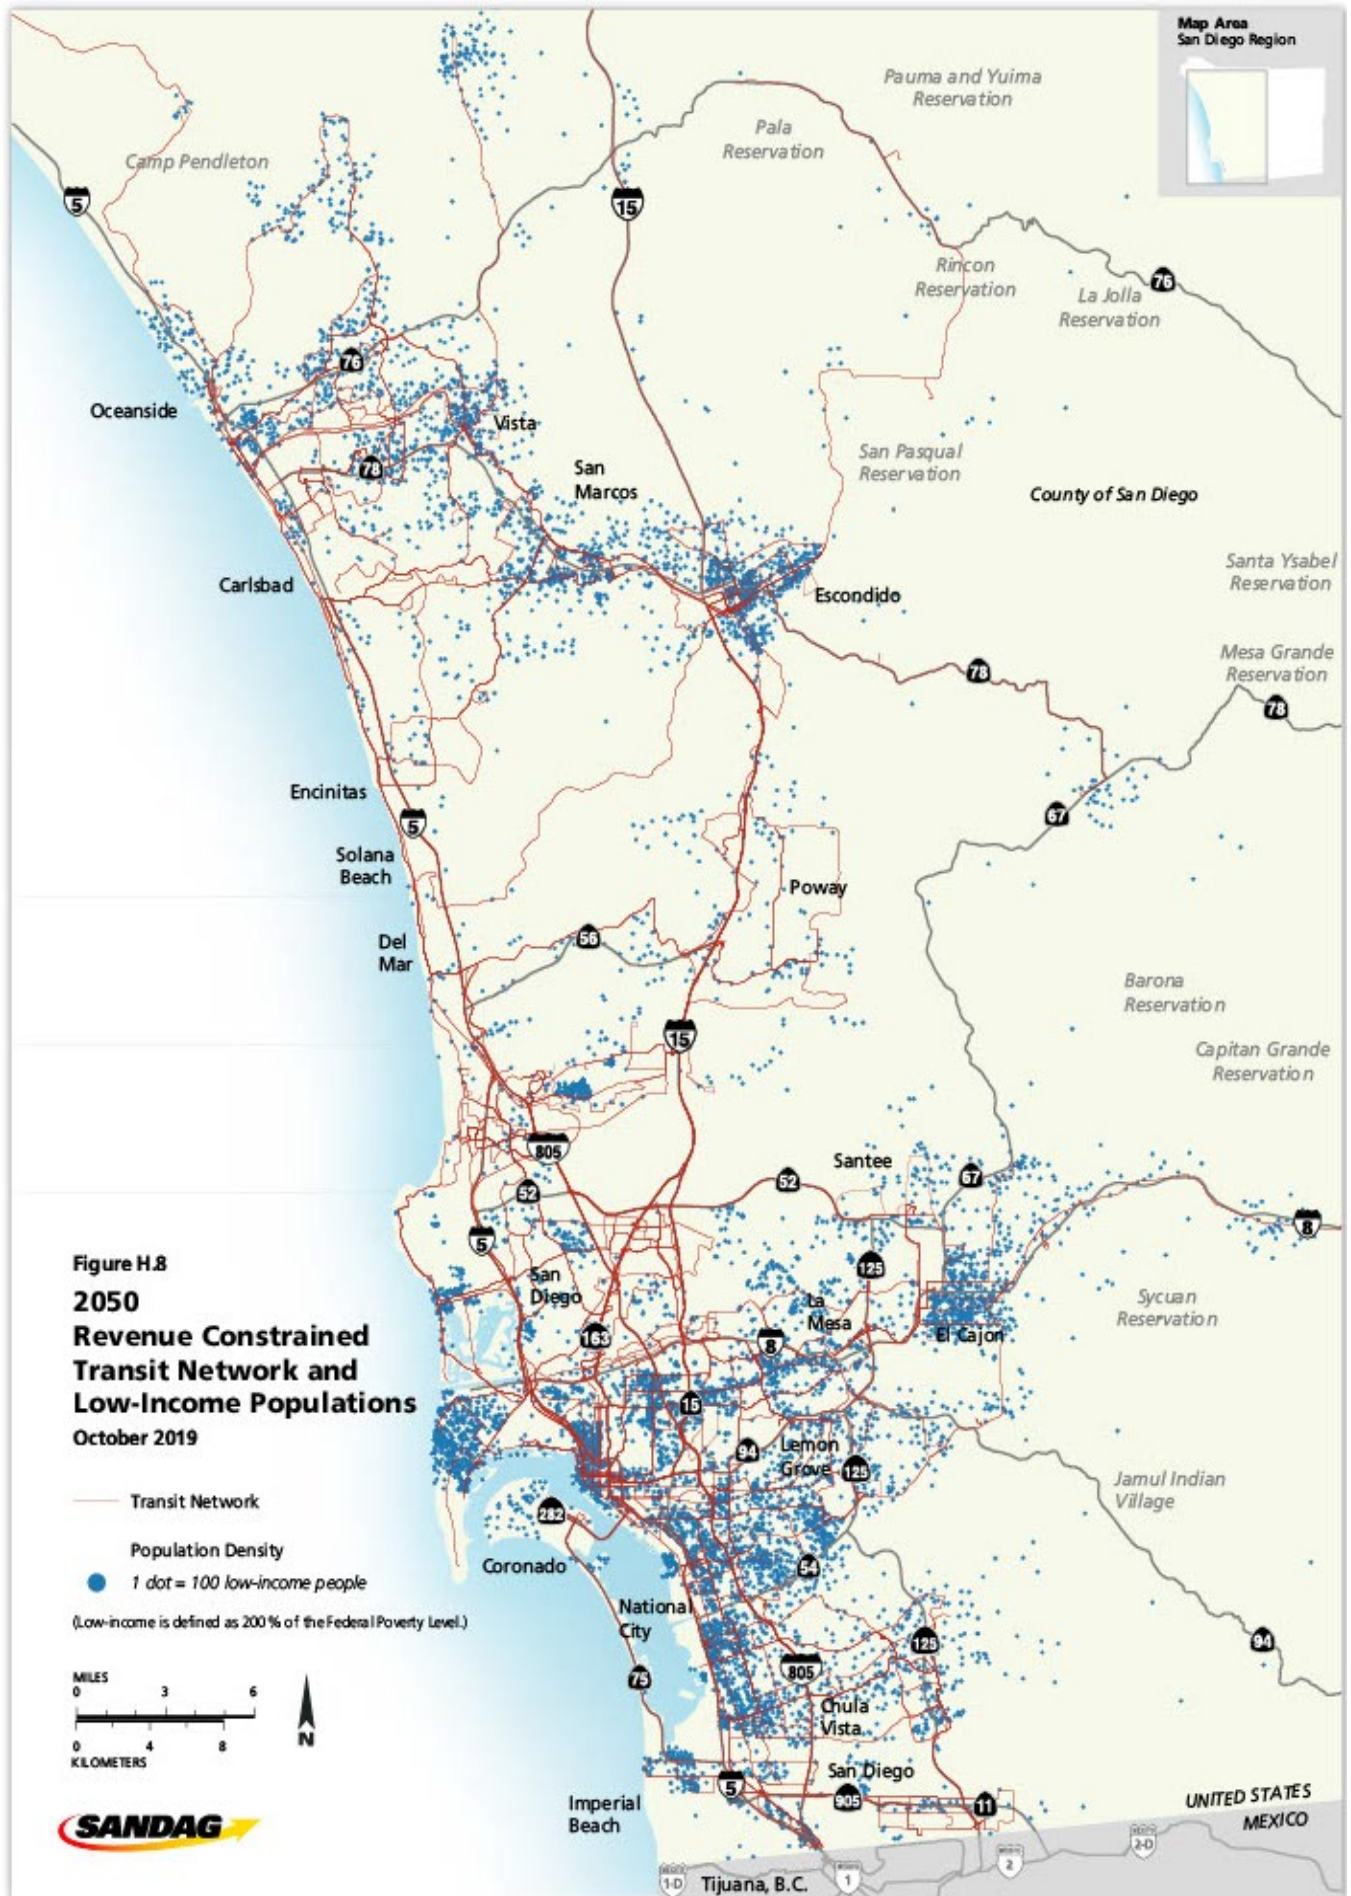 Map Area
San Diego Region
Pauma and Yuima
Reservation
Pala
Reservation
Camp Pendleton
5
15
Rincon
Reservation
76
La Jolla
Reservation
76
Oceanside
Vista
78
San
Marcos
San Pasqual
Reservation
County of San Diego
Santa Ysabel
Reservation
Carlsbad
Escondido
Mesa Grande
Reservation
78
78
Encinitas
5
67
Solana
Beach
Poway
56
Del
Mar
Barona
Reservation
15
Capitan Grande
Reservation
805
Santee
67
52
52
5
8
Figure H.8
2050
Revenue Constrained
Transit Network and
Low-Income Populations
October 2019
San
Diego
125
La
Mesa
Sycuan
Reservation
163
8
El Cajon
15
94
Lemon
Grove
125
Jamul Indian
Village
Transit Network
282
Population Density
1 dot = 100 low-income people
Coronado
54
(Low-income is defined as 200% of the Federal Poverty Level.)
National
City
125
94
805
75
MILES
0 3 6
0 4 8
KILOMETERS
N
Chula
Vista
San Diego
5
905
11
Imperial
Beach
UNITED STATES
MEXICO
SANDAG
1-D
Tijuana, B.C.
1
2
2-D